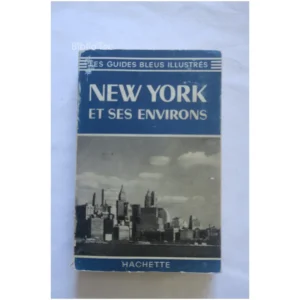 LES GUIDES BLEUS ILLUSTRÉS
NEW YORK
ET SES ENVIRONS
HACHETTE